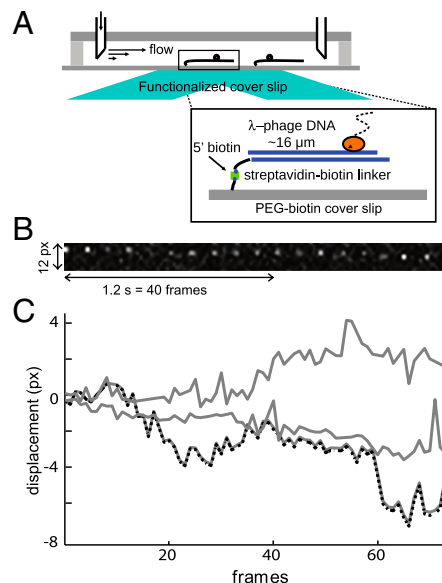 A
flow
Functionalized cover slip
λ–phage DNA
~16 μm
5' biotin
streptavidin-biotin linker
PEG-biotin cover slip
B
12 px
1.2 s = 40 frames
C
displacement (px)
4
0
-4
-8
20
40
60
frames